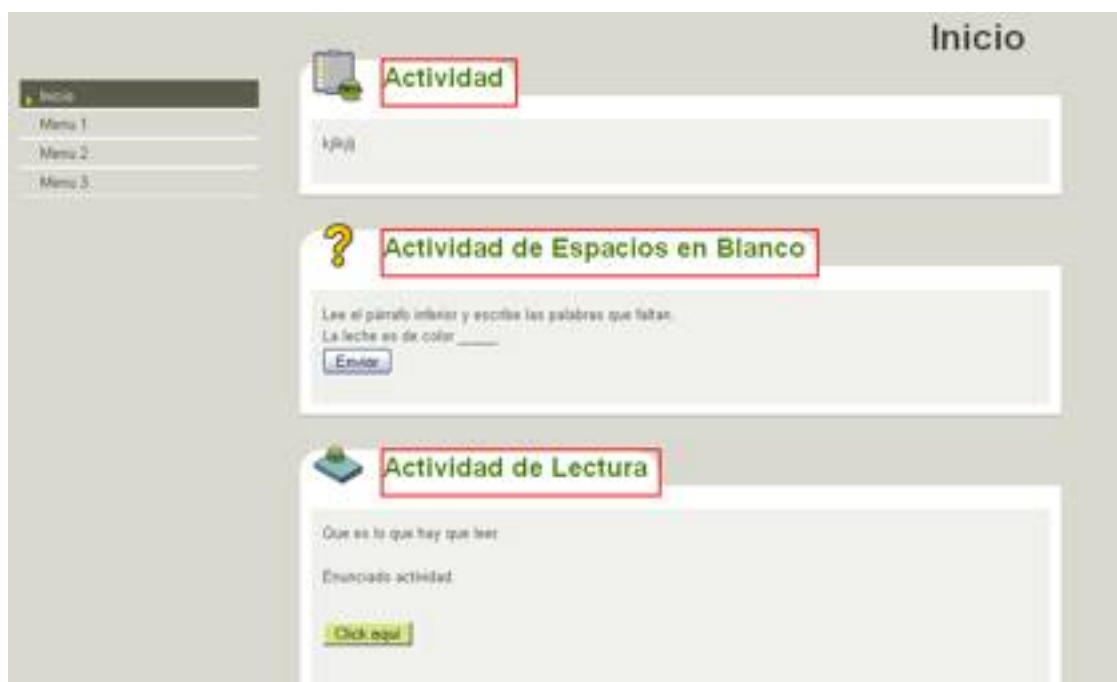 Inicio
Inicio
Menu 1
Menu 2
Menu 3
Actividad
Actividad de Espacios en Blanco
Lee el párrafo inferior y escribe las palabras que faltan.
La leche es de color _____
Enviar
Actividad de Lectura
Que es lo que hay que leer
Enunciado actividad
Click aquí